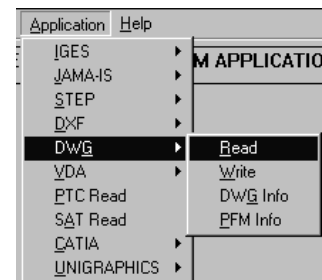 Application Help
IGES
JAMA-IS
M APPLICATIO
STEP
DXF
DWG
Read
VDA
Write
PTC Read
DWG Info
SAT Read
PFM Info
CATIA
UNIGRAPHICS